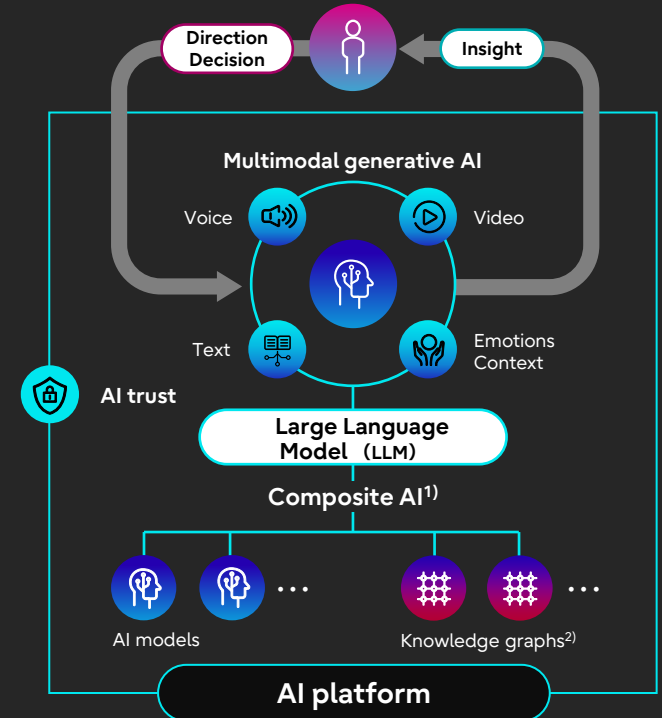 Direction
Decision
Insight
Multimodal generative AI
Voice
Video
Text
Emotions
Context
AI trust
Large Language
Model (LLM)
Composite AI1)
...
...
AI models
Knowledge graphs2)
AI platform